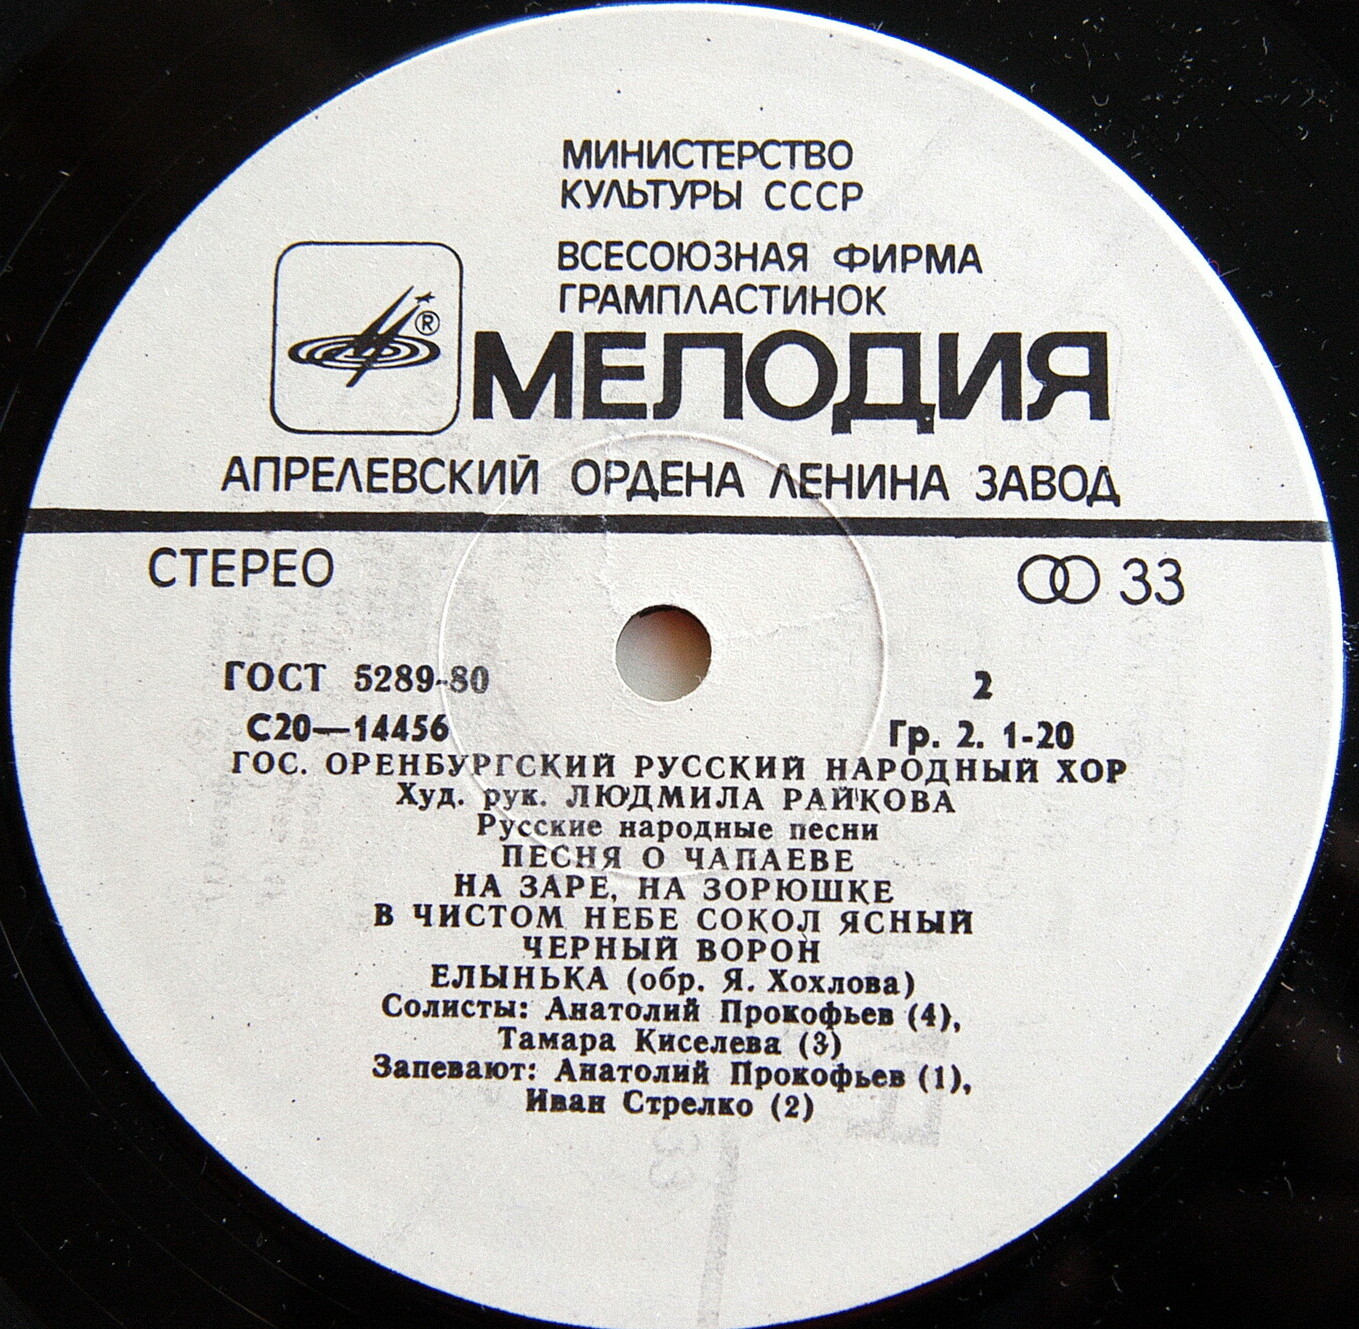 МИНИСТЕРСТВО
КУЛЬТУРЫ СССР
ВСЕСОЮЗНАЯ ФИРМА
ГРАМПЛАСТИНОК
®
МЕЛОДИЯ
АПРЕЛЕВСКИЙ ОРДЕНА ЛЕНИНА ЗАВОД
СТЕРЕО 33
ГОСТ 5289-80 2
С20—14456 Гр. 2. 1-20
ГОС. ОРЕНБУРГСКИЙ РУССКИЙ НАРОДНЫЙ ХОР
Худ. рук. ЛЮДМИЛА РАЙКОВА
Русские народные песни
ПЕСНЯ О ЧАПАЕВЕ
НА ЗАРЕ, НА ЗОРЮШКЕ
В ЧИСТОМ НЕБЕ СОКОЛ ЯСНЫЙ
ЧЕРНЫЙ ВОРОН
ЕЛЫНЬКА (обр. Я. Хохлова)
Солисты: Анатолий Прокофьев (4),
Тамара Киселева (3)
Запевают: Анатолий Прокофьев (1),
Иван Стрелко (2)